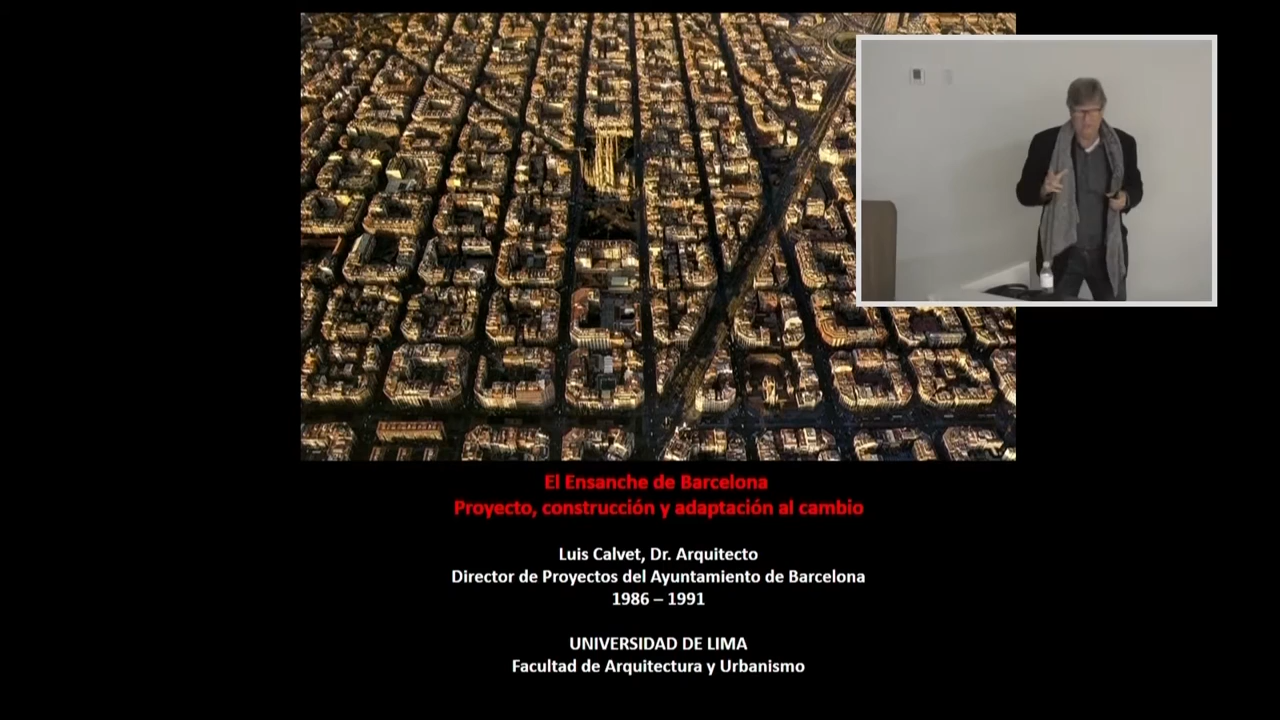 El Ensanche de Barcelona
Proyecto, construcción y adaptación al cambio
Luis Calvet, Dr. Arquitecto
Director de Proyectos del Ayuntamiento de Barcelona
1986 – 1991
UNIVERSIDAD DE LIMA
Facultad de Arquitectura y Urbanismo